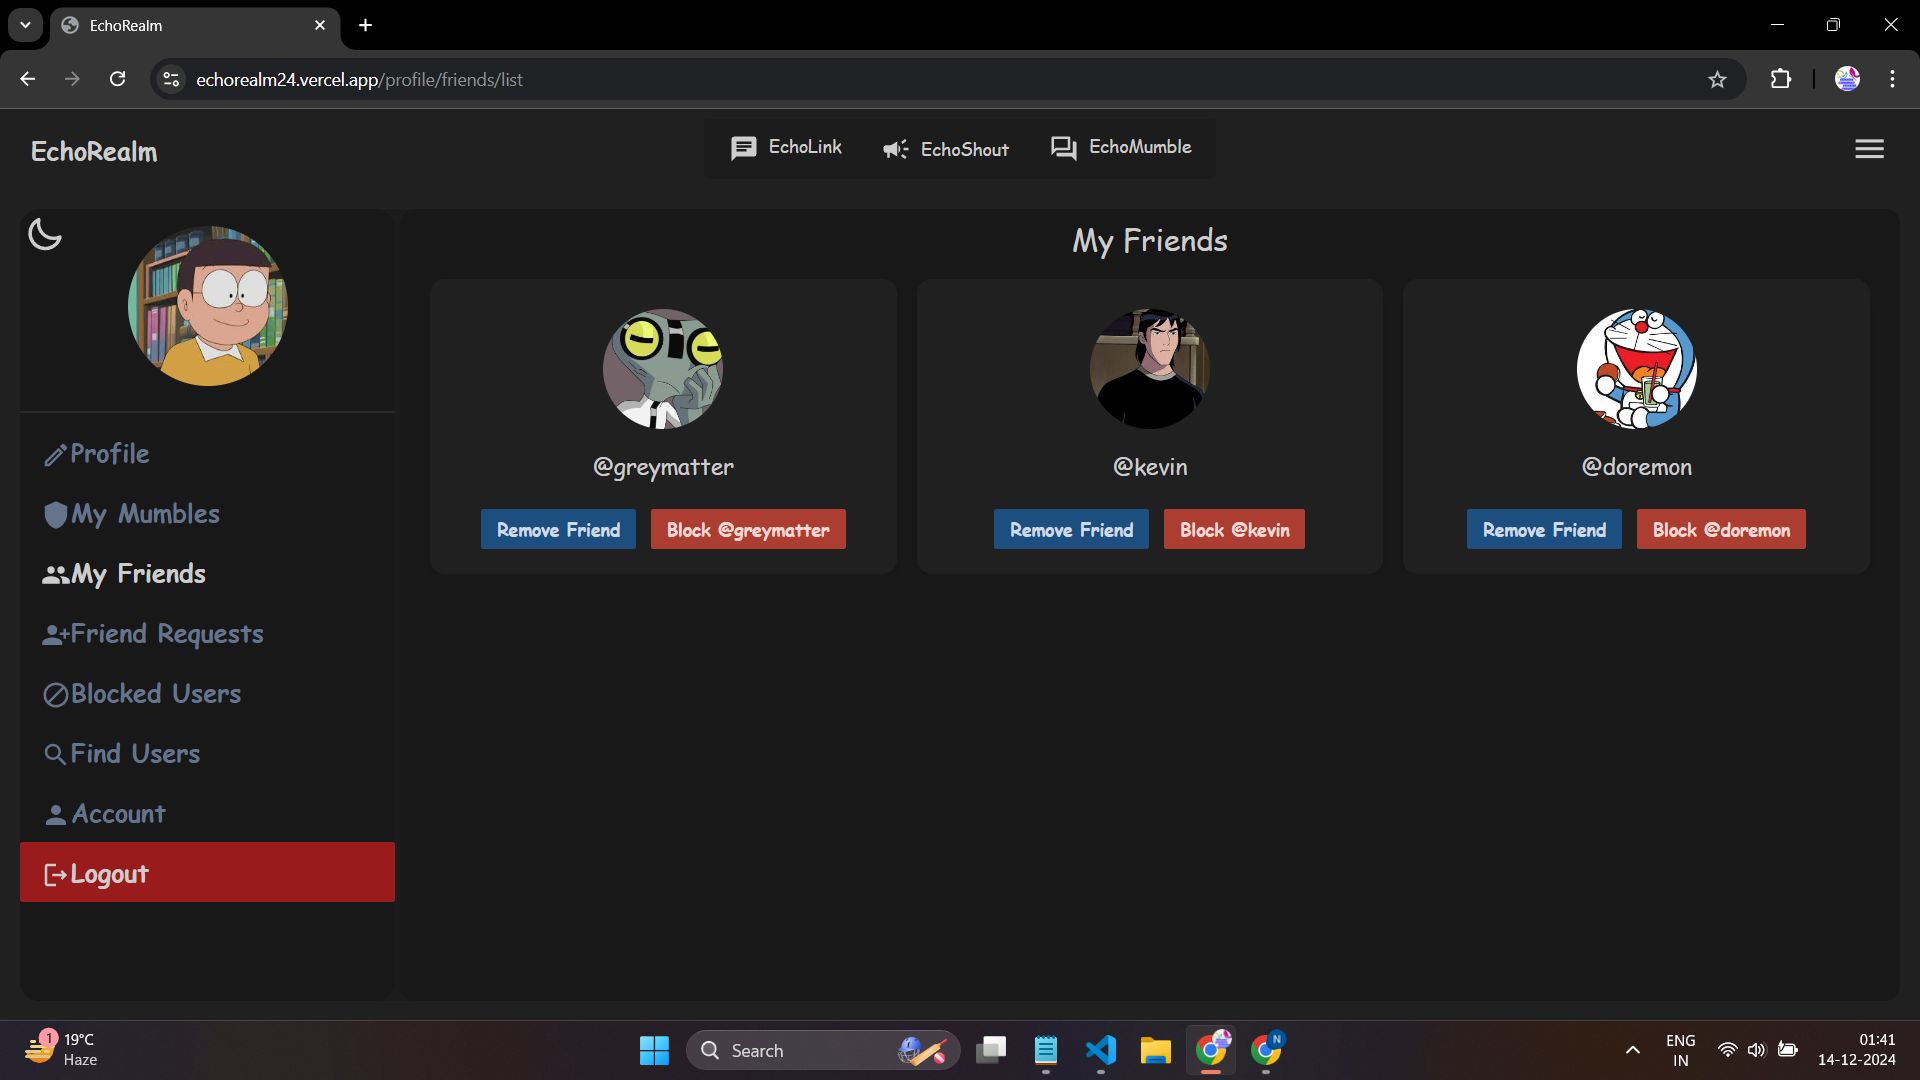 EchoRealm
echorealm24.vercel.app/profile/friends/list
EchoRealm
EchoLink
EchoShout
EchoMumble
Profile
My Mumbles
My Friends
Friend Requests
Blocked Users
Find Users
Account
Logout
My Friends
@greymatter
Remove Friend
Block @greymatter
@kevin
Remove Friend
Block @kevin
@doremon
Remove Friend
Block @doremon
1
19°C
Haze
Search
N
ENG
IN
01:41
14-12-2024